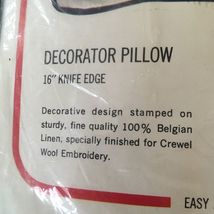 DECORATOR PILLOW
16" KNIFE EDGE
Decorative design stamped on
sturdy, fine quality 100% Belgian
Linen, specially finished for Crewel
Wool Embroidery.
EASY